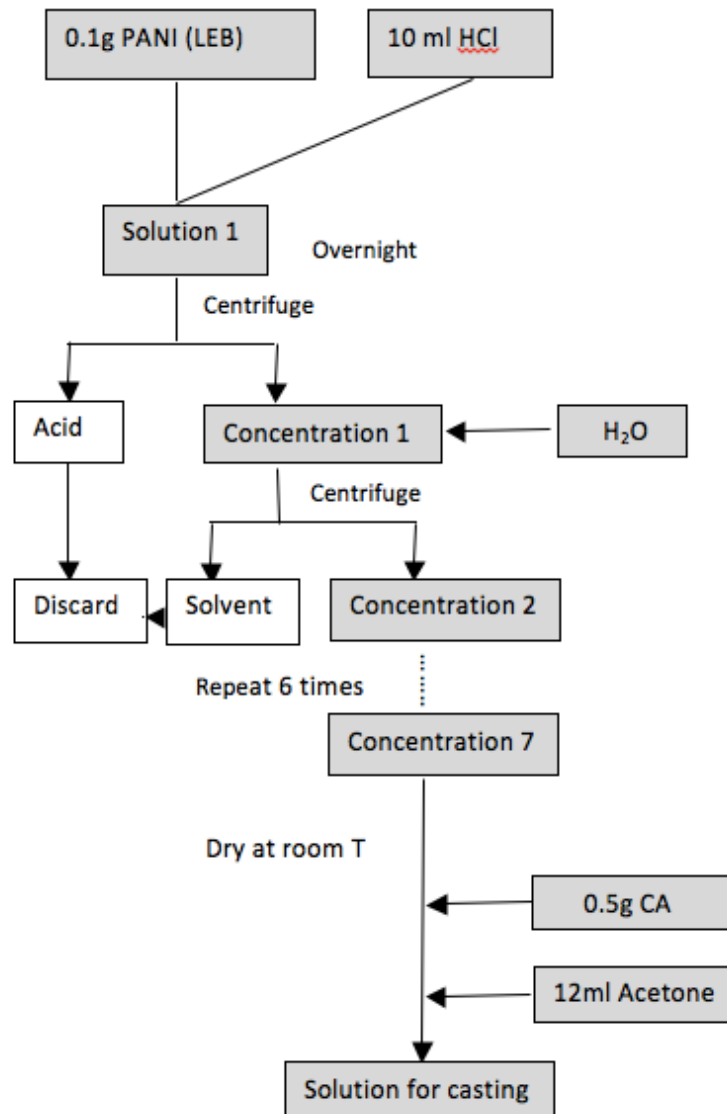 0.1g PANI (LEB)
10 ml HCl
Solution 1
Overnight
Centrifuge
Acid
Concentration 1
H₂O
Centrifuge
Discard
Solvent
Concentration 2
Repeat 6 times
Concentration 7
Dry at room T
0.5g CA
12ml Acetone
Solution for casting